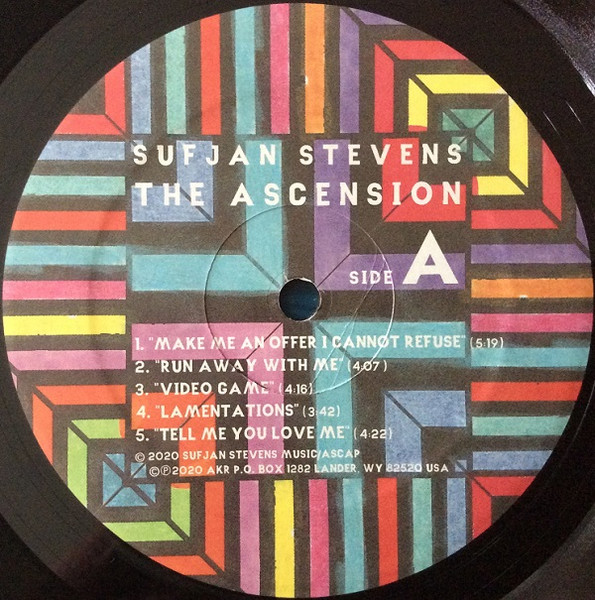 SUFJAN STEVENS
THE ASCENSION
SIDE A
1. "MAKE ME AN OFFER I CANNOT REFUSE" (5:19)
2. "RUN AWAY WITH ME" (4:07)
3. "VIDEO GAME" (4:16)
4. "LAMENTATIONS" (3:42)
5. "TELL ME YOU LOVE ME" (4:22)
© 2020 SUFJAN STEVENS MUSIC/ASCAP
©℗2020 AKR P.O. BOX 1282 LANDER, WY 82520 USA